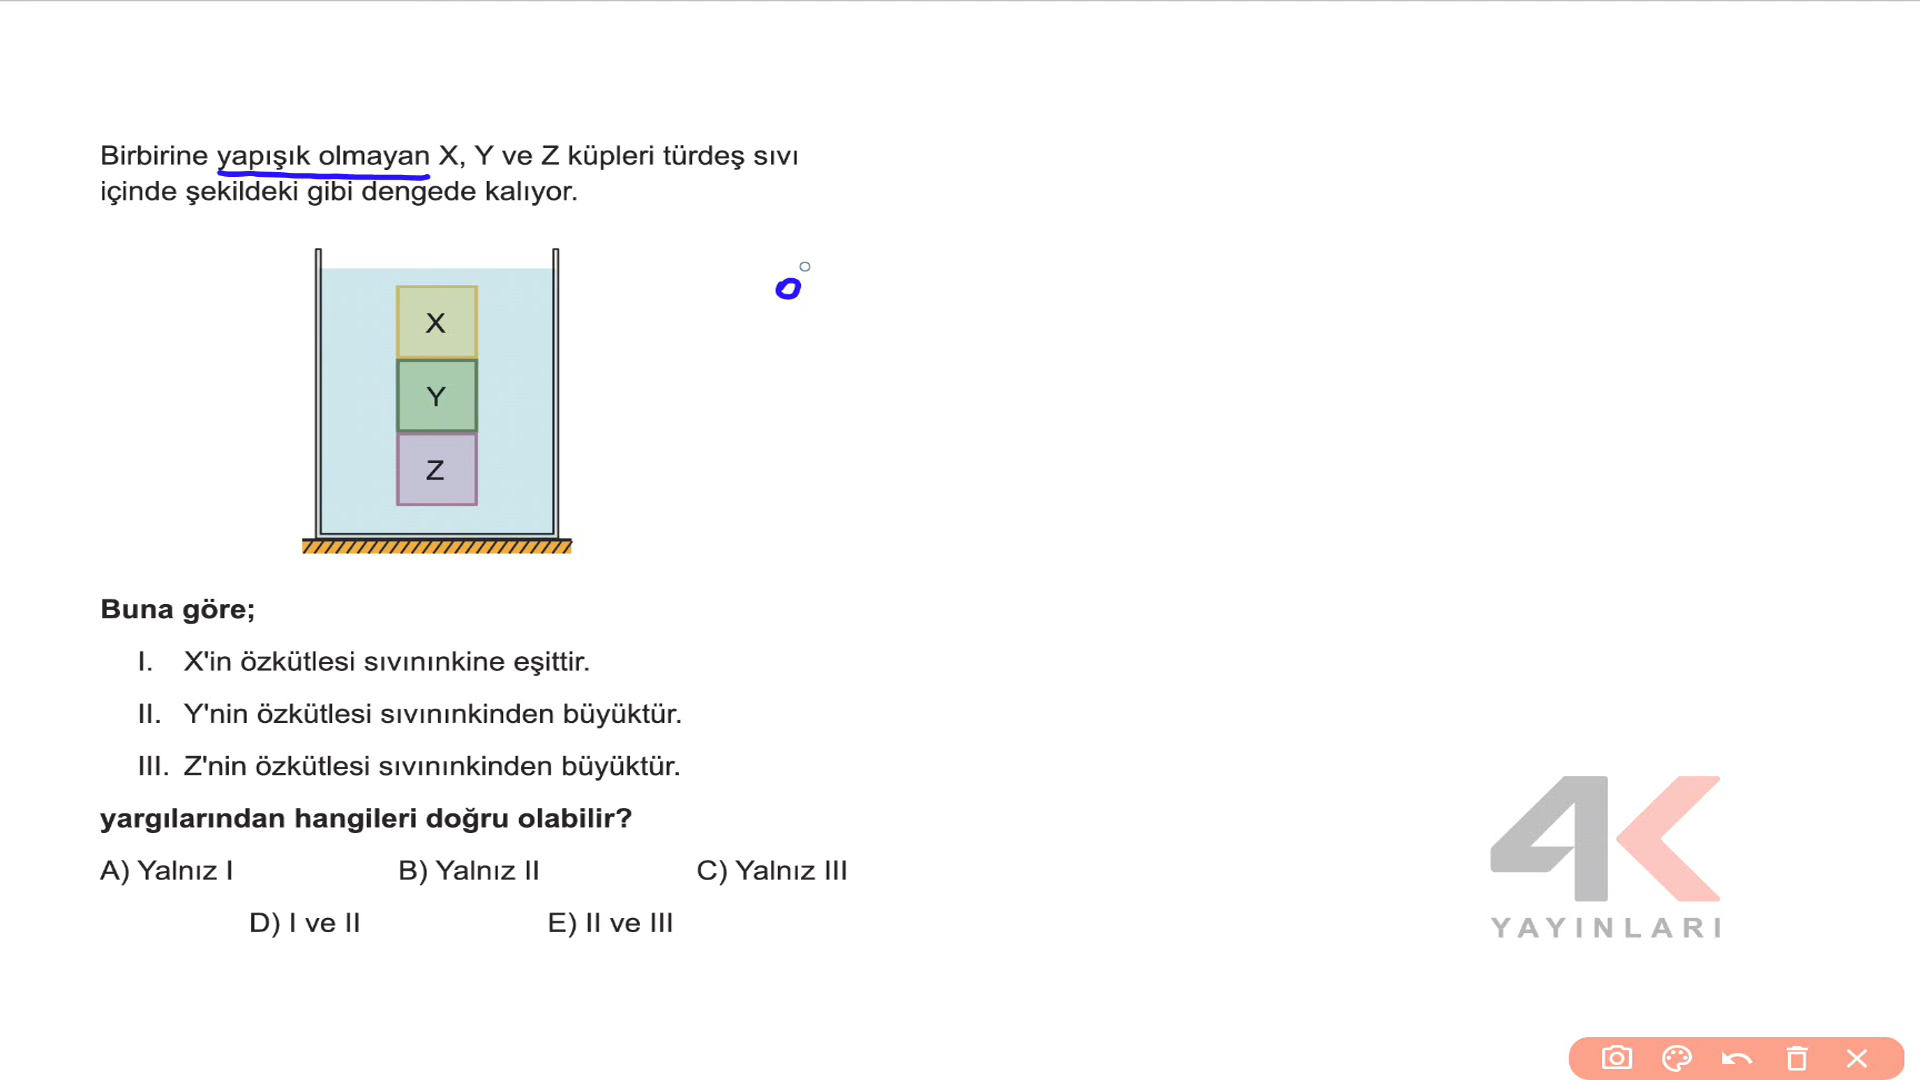 Birbirine yapışık olmayan X, Y ve Z küpleri türdeş sıvı
içinde şekildeki gibi dengede kalıyor.
X
Y
Z
Buna göre;
I. X'in özkütlesi sıvınınkine eşittir.
II. Y'nin özkütlesi sıvınınkinden büyüktür.
III. Z'nin özkütlesi sıvınınkinden büyüktür.
yargılarından hangileri doğru olabilir?
A) Yalnız I B) Yalnız II C) Yalnız III
D) I ve II E) II ve III
4K
YAYINLARI